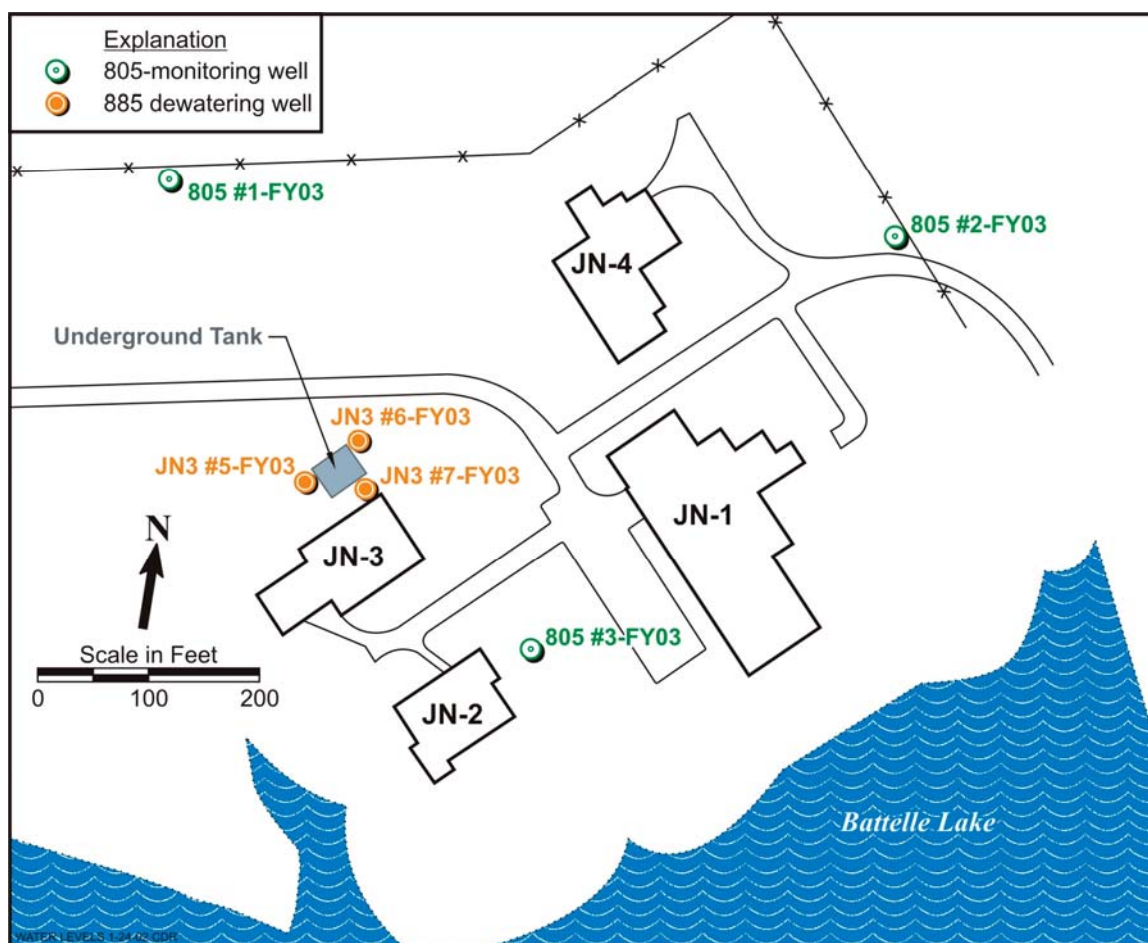 Explanation
805-monitoring well
885 dewatering well
805 #1-FY03
805 #2-FY03
JN-4
Underground Tank
JN3 #6-FY03
JN3 #5-FY03
JN3 #7-FY03
JN-1
N
JN-3
805 #3-FY03
Scale in Feet
0 100 200
JN-2
Battelle Lake
WATER LEVELS 1-24-03.CDR